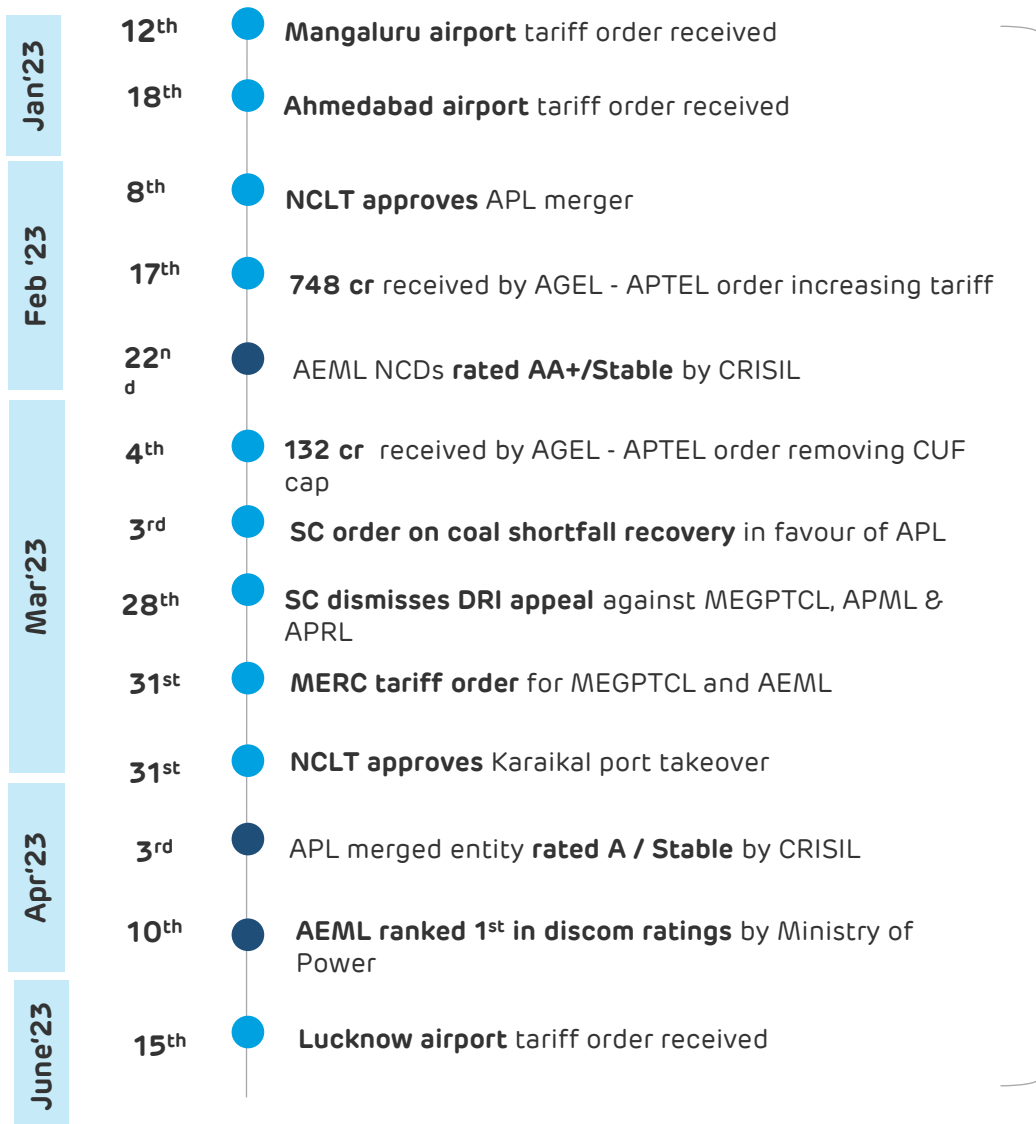 Jan'23
12th
Mangaluru airport tariff order received
18th
Ahmedabad airport tariff order received
Feb '23
8th
NCLT approves APL merger
17th
748 cr received by AGEL - APTEL order increasing tariff
22n
d
AEML NCDs rated AA+/Stable by CRISIL
Mar'23
4th
132 cr received by AGEL - APTEL order removing CUF
cap
3rd
SC order on coal shortfall recovery in favour of APL
28th
SC dismisses DRI appeal against MEGPTCL, APML &
APRL
31st
MERC tariff order for MEGPTCL and AEML
31st
NCLT approves Karaikal port takeover
Apr'23
3rd
APL merged entity rated A / Stable by CRISIL
10th
AEML ranked 1st in discom ratings by Ministry of
Power
June'23
15th
Lucknow airport tariff order received